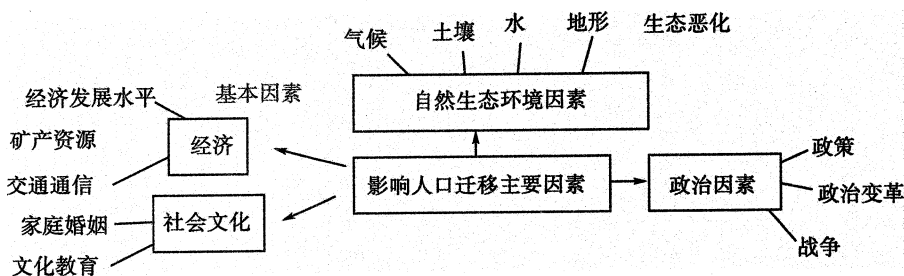 气候 土壤 水 地形 生态恶化
自然生态环境因素
经济发展水平 基本因素
矿产资源
经济
交通通信
影响人口迁移主要因素
政治因素
政策
政治变革
战争
社会文化
家庭婚姻
文化教育